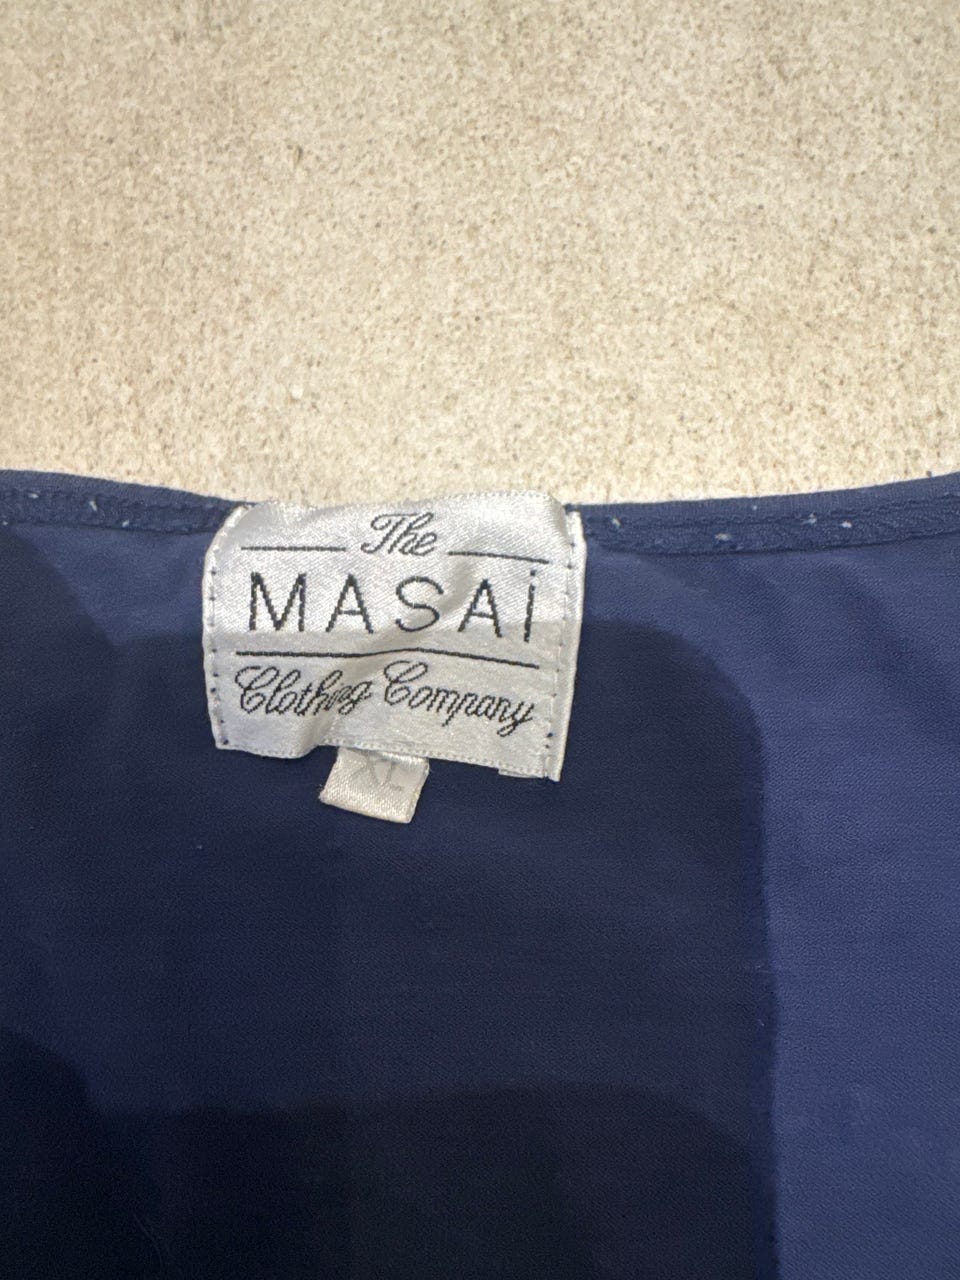 The
MASAi
Clothing Company
XL